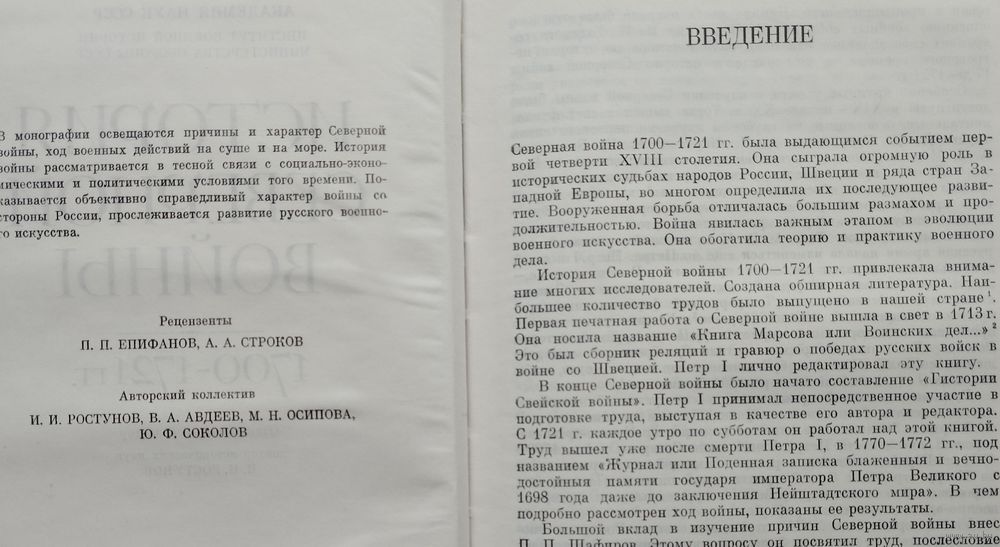 В монографии освещаются причины и характер Северной
войны, ход военных действий на суше и на море. История
войны рассматривается в тесной связи с социально-эконо-
мическими и политическими условиями того времени. По-
казывается объективно справедливый характер войны со
стороны России, прослеживается развитие русского военно-
го искусства.
Рецензенты
П. П. ЕПИФАНОВ, А. А. СТРОКОВ
Авторский коллектив
И. И. РОСТУНОВ, В. А. АВДЕЕВ, М. Н. ОСИПОВА,
Ю. Ф. СОКОЛОВ
ВВЕДЕНИЕ
Северная война 1700—1721 гг. была выдающимся событием пер-
вой четверти XVIII столетия. Она сыграла огромную роль в
исторических судьбах народов России, Швеции и ряда стран За-
падной Европы, во многом определила их последующее разви-
тие. Вооруженная борьба отличалась большим размахом и про-
должительностью. Война явилась важным этапом в эволюции
военного искусства. Она обогатила теорию и практику военного
дела.
История Северной войны 1700—1721 гг. привлекала внима-
ние многих исследователей. Создана обширная литература. Наи-
большее количество трудов было выпущено в нашей стране¹.
Первая печатная работа о Северной войне вышла в свет в 1713 г.
Она носила название «Книга Марсова или Воинских дел...»²
Это был сборник реляций и гравюр о победах русских войск в
войне со Швецией. Петр I лично редактировал эту книгу.
В конце Северной войны было начато составление «Гистории
Свейской войны». Петр I принимал непосредственное участие в
подготовке труда, выступая в качестве его автора и редактора.
С 1721 г. каждое утро по субботам он работал над этой книгой.
Труд вышел уже после смерти Петра I, в 1770—1772 гг., под
названием «Журнал или Поденная записка блаженныя и вечно-
достойныя памяти государя императора Петра Великого с
1698 года даже до заключения Нейштадтского мира». В нем
подробно рассмотрен ход войны, показаны ее результаты.
Большой вклад в изучение причин Северной войны внес
П. П. Шафиров. Этому вопросу он посвятил труд, послесловие